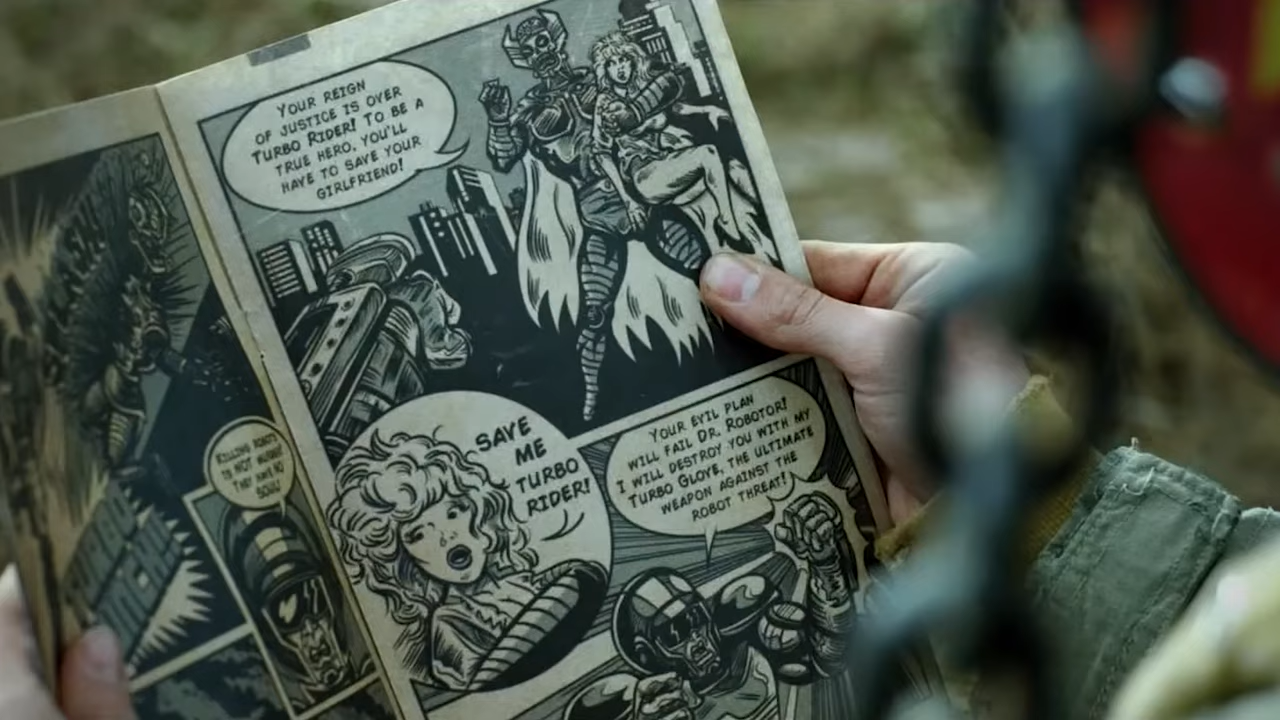 KILLING ROBOTS
IS NOT MURDER
THEY HAVE NO
SOUL!
YOUR REIGN
OF JUSTICE IS OVER
TURBO RIDER! TO BE A
TRUE HERO, YOU'LL
HAVE TO SAVE YOUR
GIRLFRIEND!
SAVE
ME
TURBO
RIDER!
YOUR EVIL PLAN
WILL FAIL DR. ROBOTOR!
I WILL DESTROY YOU WITH MY
TURBO GLOVE, THE ULTIMATE
WEAPON AGAINST THE
ROBOT THREAT!